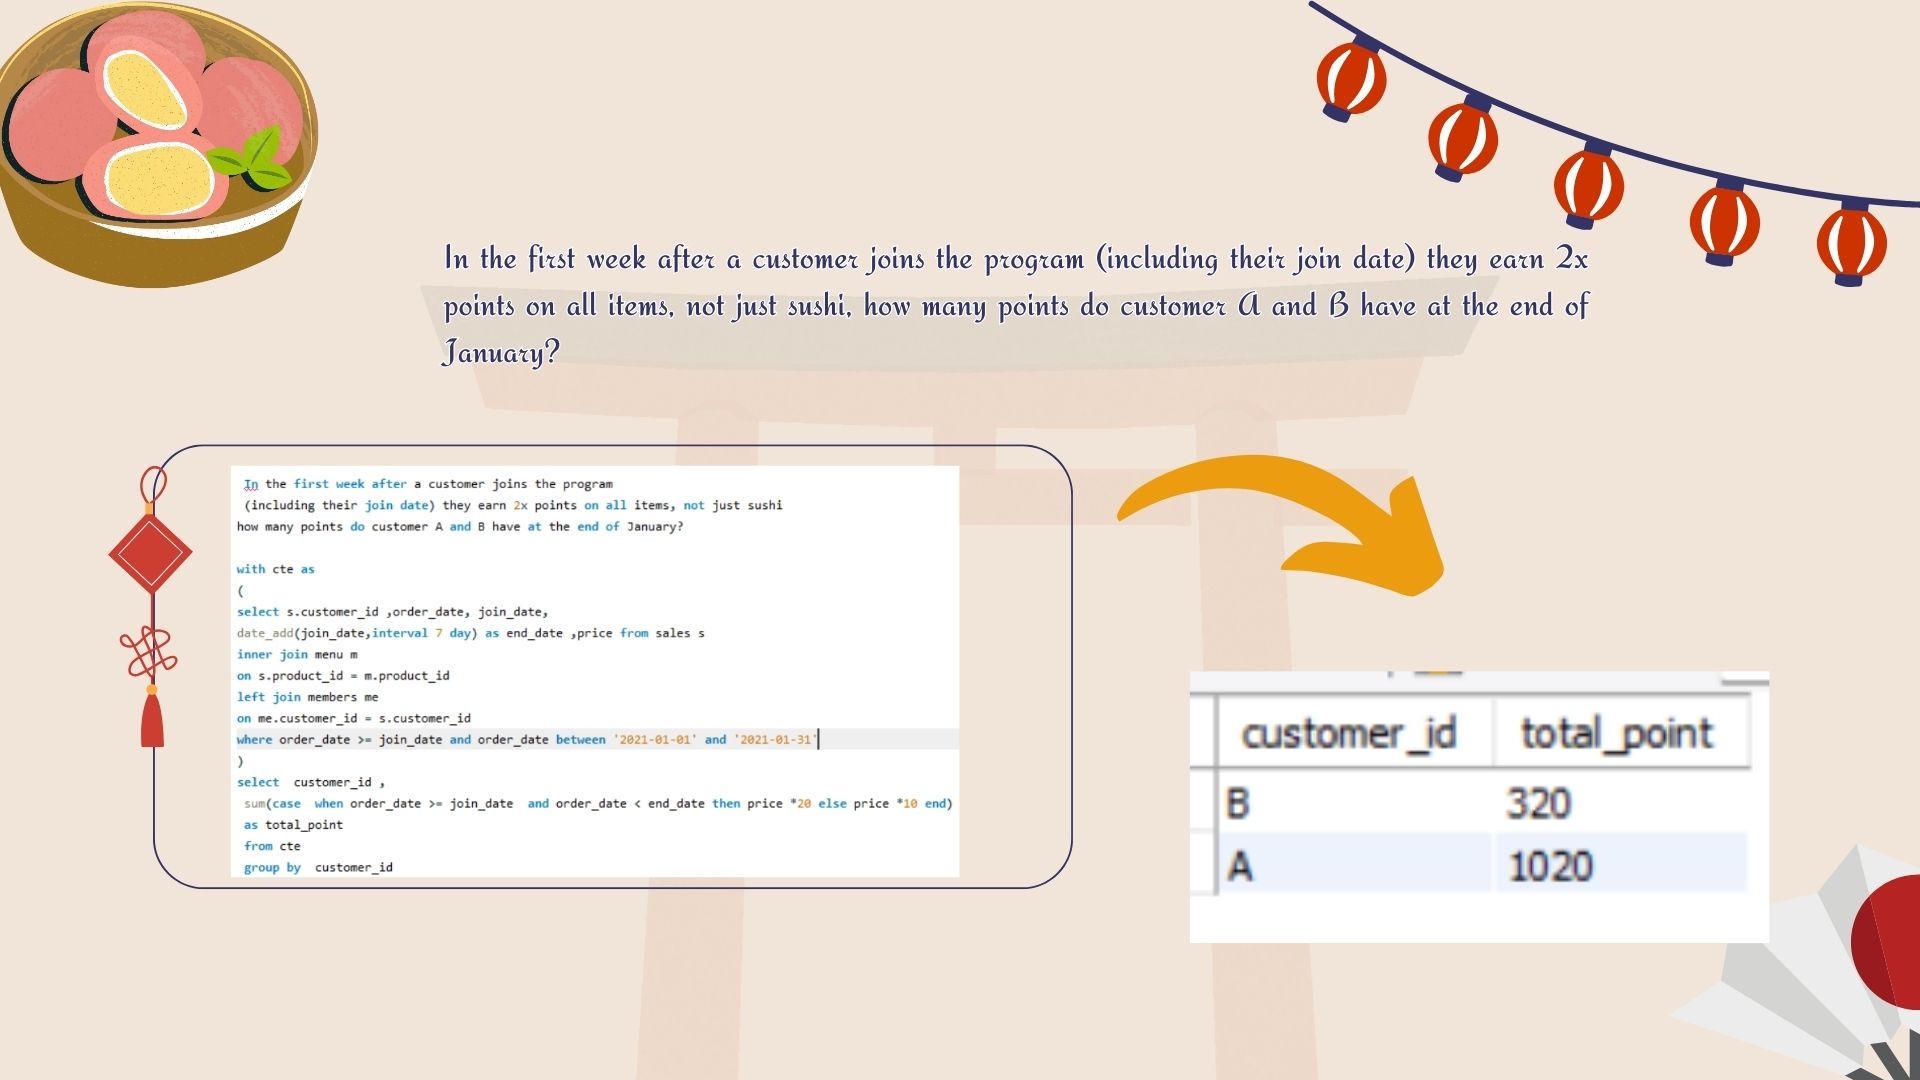 In the first week after a customer joins the program (including their join date) they earn 2x
points on all items, not just sushi, how many points do customer A and B have at the end of
January?
In the first week after a customer joins the program
(including their join date) they earn 2x points on all items, not just sushi
how many points do customer A and B have at the end of January?
with cte as
(
select s.customer_id ,order_date, join_date,
date_add(join_date,interval 7 day) as end_date ,price from sales s
inner join menu m
on s.product_id = m.product_id
left join members me
on me.customer_id = s.customer_id
where order_date >= join_date and order_date between '2021-01-01' and '2021-01-31'
)
select  customer_id ,
sum(case  when order_date >= join_date  and order_date < end_date then price *20 else price *10 end)
as total_point
from cte
group by  customer_id
customer_id total_point
B 320
A 1020